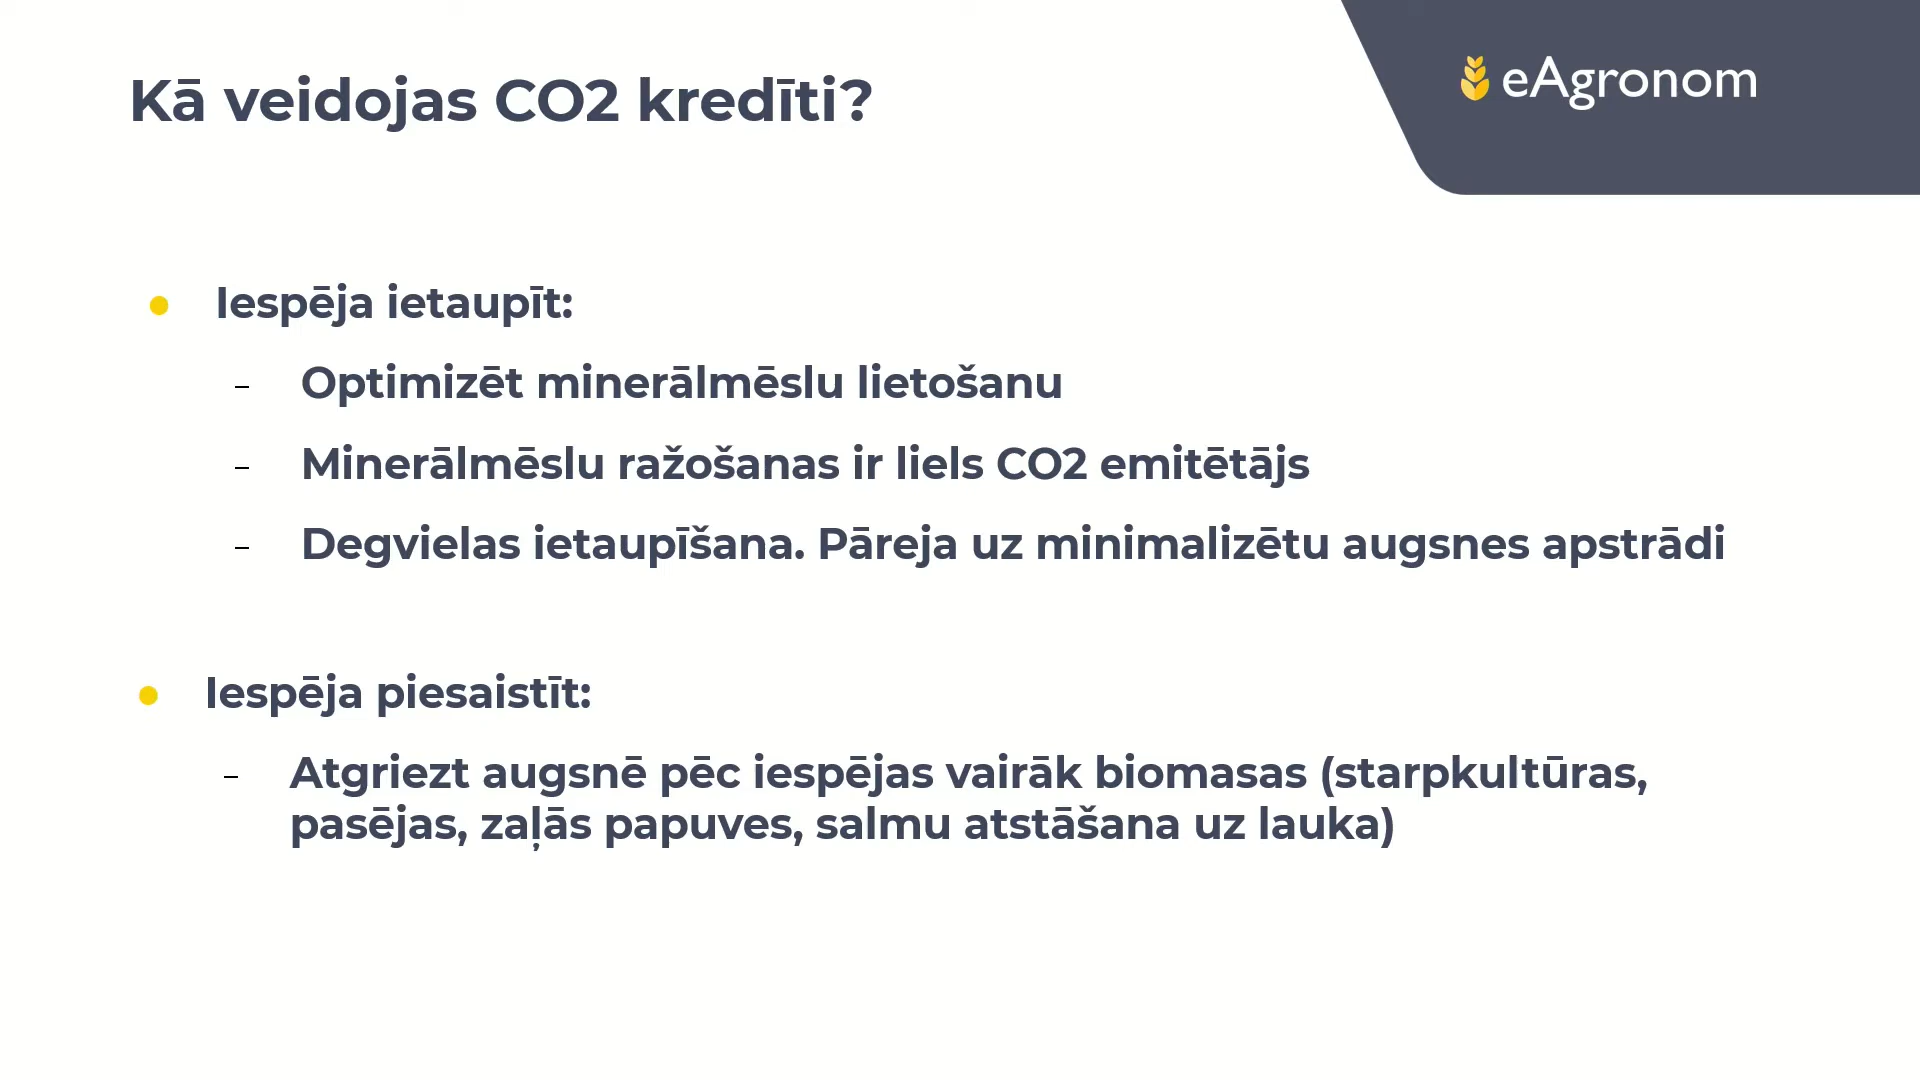 Kā veidojas CO2 kredīti?
eAgronom
● Iespēja ietaupīt:
- Optimizēt minerālmēslu lietošanu
- Minerālmēslu ražošanas ir liels CO2 emitētājs
- Degvielas ietaupīšana. Pāreja uz minimalizētu augsnes apstrādi
● Iespēja piesaistīt:
- Atgriezt augsnē pēc iespējas vairāk biomasas (starpkultūras,
pasējas, zaļās papuves, salmu atstāšana uz lauka)